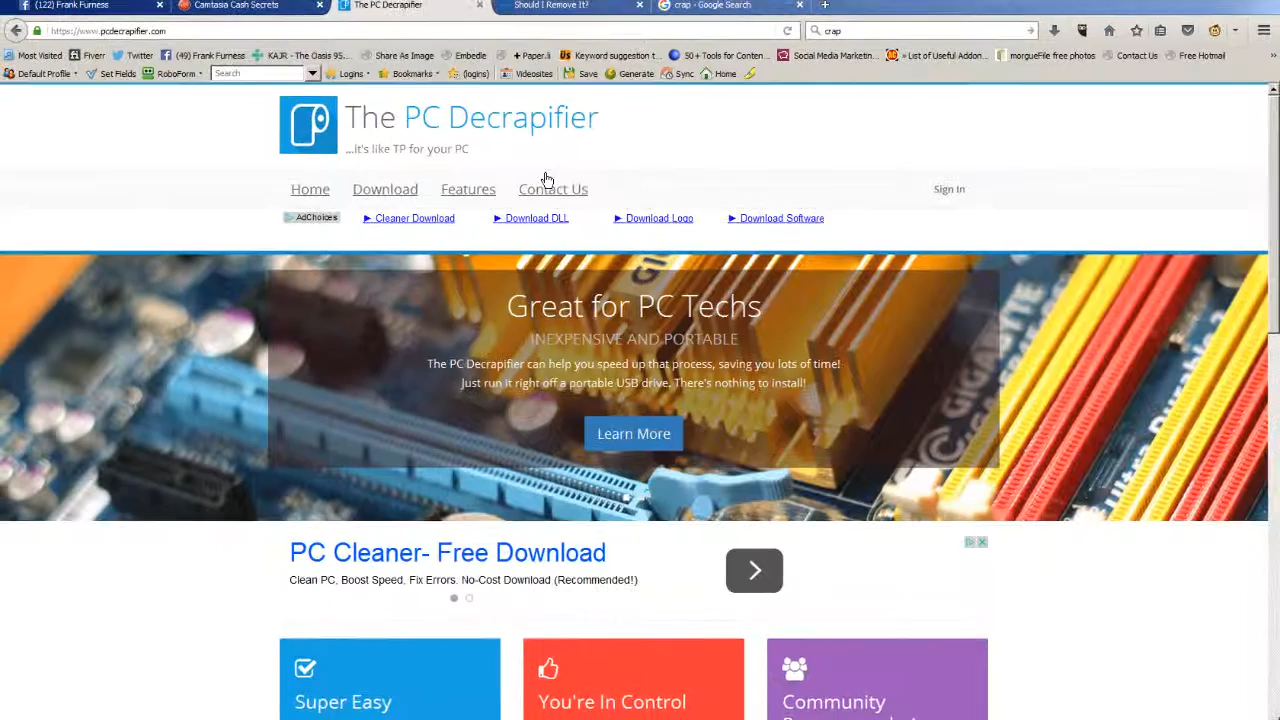 (122) Frank Furness
Camtasia Cash Secrets
The PC Decrapifier
Should I Remove It?
crap - Google Search
https://www.pcdecrapifier.com
crap
Most Visited
Fiverr
Twitter
(49) Frank Furness
KAJR - The Oasis 95...
Share As Image
Embedle
+ Paper.li
Keyword suggestion t...
50 +Tools for Conten...
Social Media Marketin...
»List of Useful Addon...
morgueFile free photos
Contact Us
Free Hotmail
Default Profile
Set Fields
RoboForm
Search
Logins
Bookmarks
(logins)
Videosites
Save
Generate
Sync
Home
The PC Decrapifier
...it's like TP for your PC
Home
Download
Features
Contact Us
Sign In
AdChoices
► Cleaner Download
► Download DLL
► Download Logo
► Download Software
Great for PC Techs
INEXPENSIVE AND PORTABLE
The PC Decrapifier can help you speed up that process, saving you lots of time!
Just run it right off a portable USB drive. There's nothing to install!
Learn More
PC Cleaner- Free Download
Clean PC, Boost Speed, Fix Errors. No-Cost Download (Recommended!)
Super Easy
You're In Control
Community